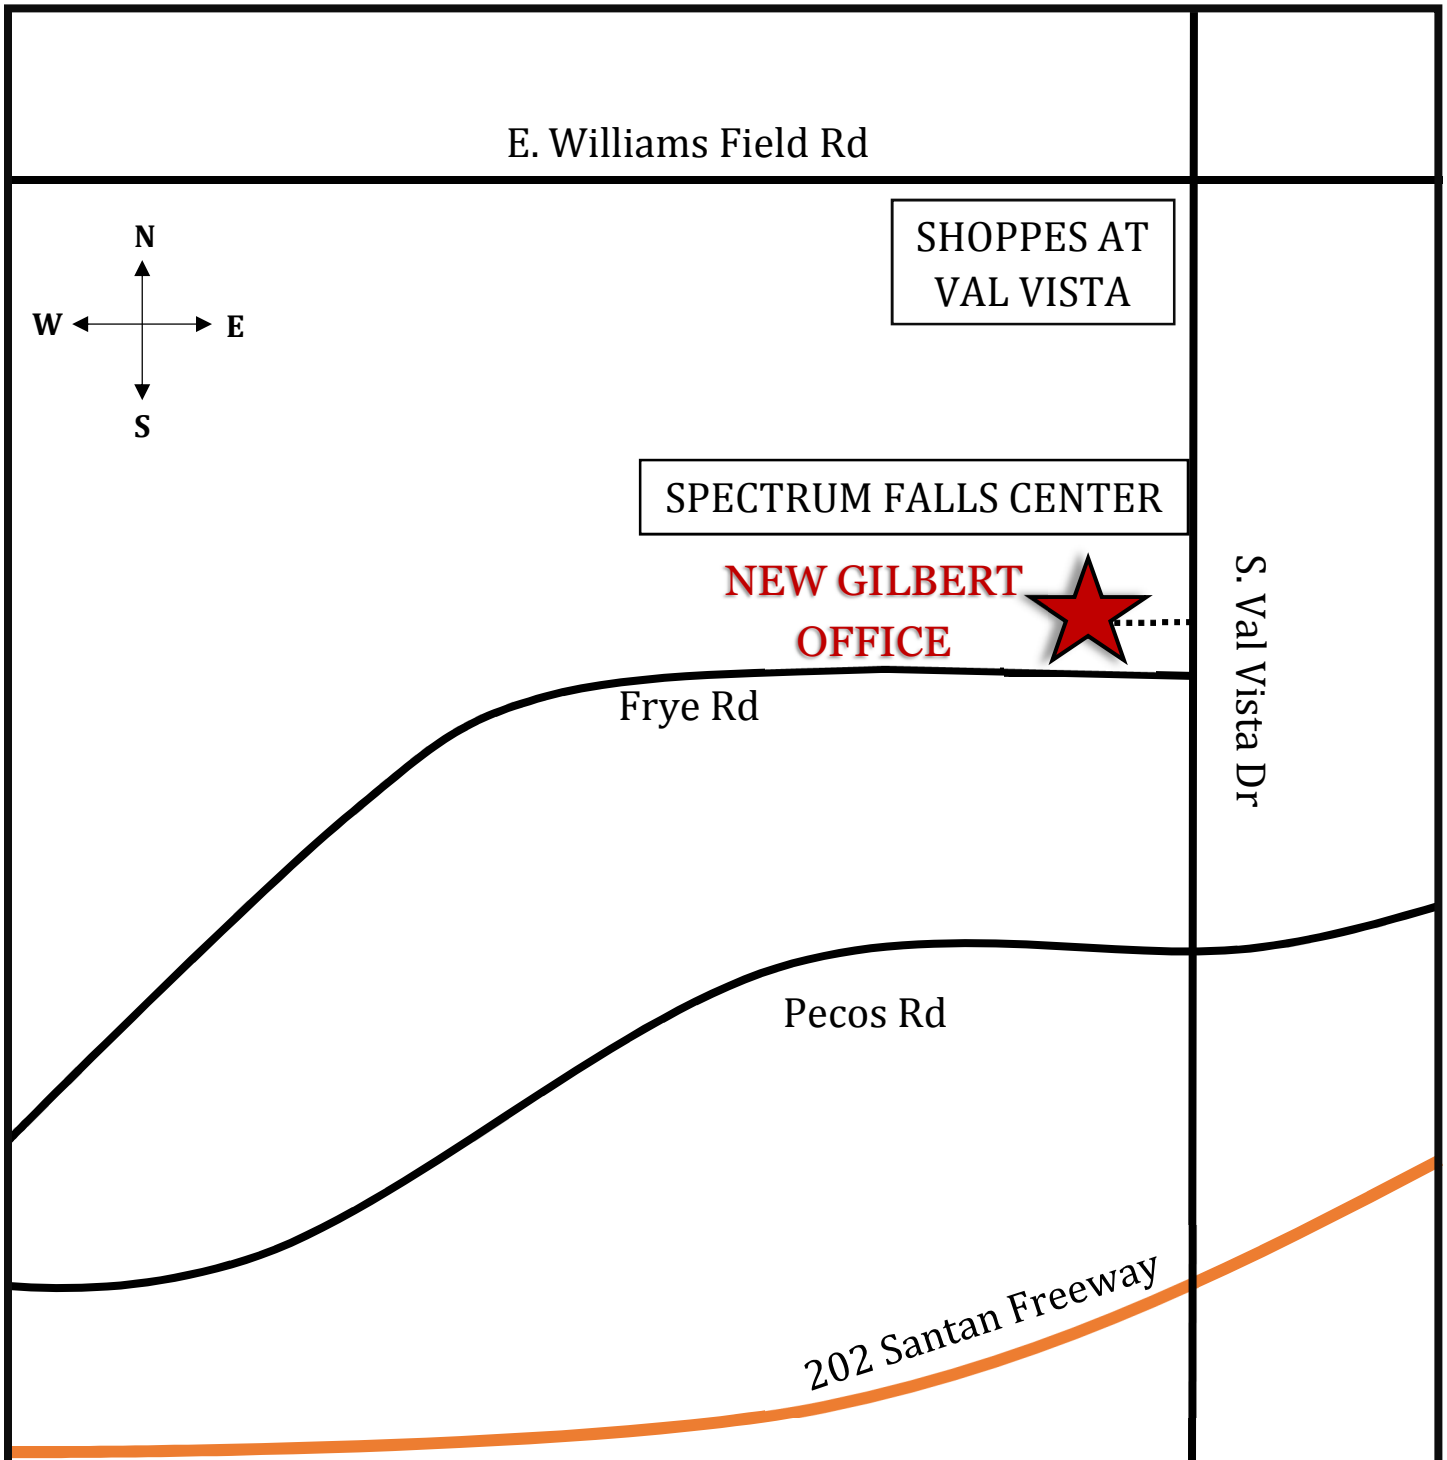 E. Williams Field Rd
SHOPPES AT
VAL VISTA
N
W
E
S
SPECTRUM FALLS CENTER
NEW GILBERT
OFFICE
S. Val Vista Dr
Frye Rd
Pecos Rd
202 Santan Freeway